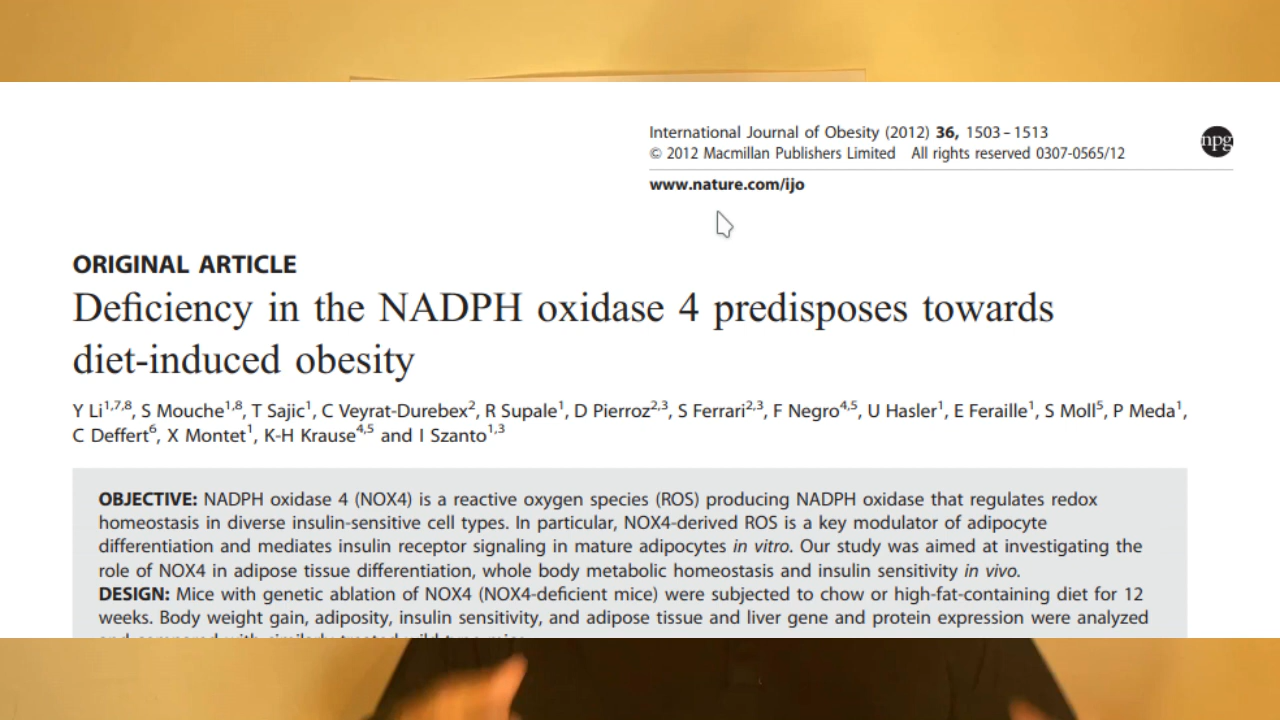 International Journal of Obesity (2012) 36, 1503–1513
© 2012 Macmillan Publishers Limited All rights reserved 0307-0565/12
npg
www.nature.com/ijo
ORIGINAL ARTICLE
Deficiency in the NADPH oxidase 4 predisposes towards
diet-induced obesity
Y Li1,7,8, S Mouche1,8, T Sajic1, C Veyrat-Durebex2, R Supale1, D Pierroz2,3, S Ferrari2,3, F Negro4,5, U Hasler1, E Feraille1, S Moll5, P Meda1,
C Deffert6, X Montet1, K-H Krause4,5 and I Szanto1,3
OBJECTIVE: NADPH oxidase 4 (NOX4) is a reactive oxygen species (ROS) producing NADPH oxidase that regulates redox
homeostasis in diverse insulin-sensitive cell types. In particular, NOX4-derived ROS is a key modulator of adipocyte
differentiation and mediates insulin receptor signaling in mature adipocytes in vitro. Our study was aimed at investigating the
role of NOX4 in adipose tissue differentiation, whole body metabolic homeostasis and insulin sensitivity in vivo.
DESIGN: Mice with genetic ablation of NOX4 (NOX4-deficient mice) were subjected to chow or high-fat-containing diet for 12
weeks. Body weight gain, adiposity, insulin sensitivity, and adipose tissue and liver gene and protein expression were analyzed